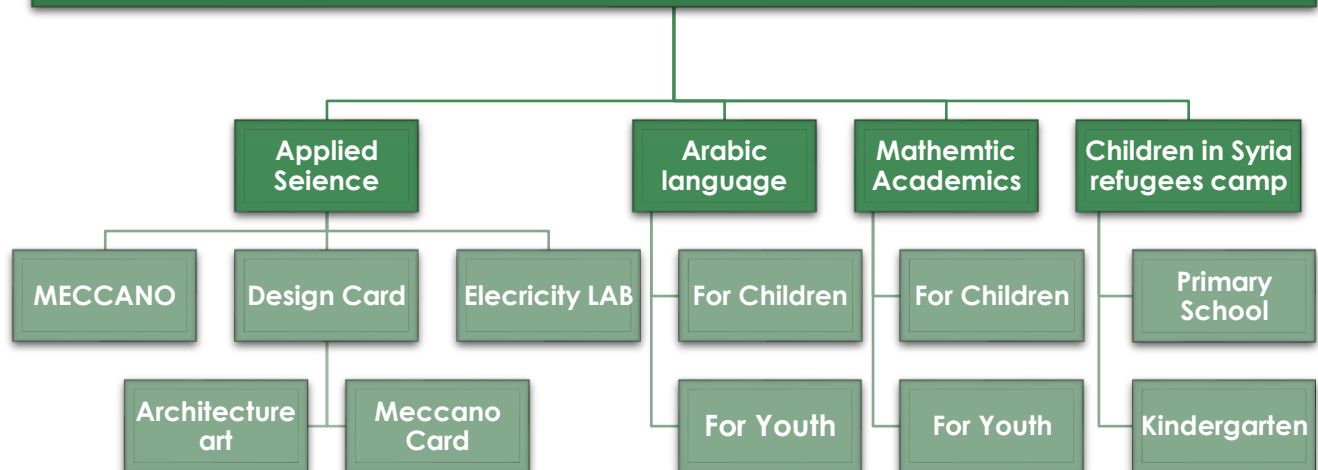 Applied
Seience
Arabic
language
Mathemtic
Academics
Children in Syria
refugees camp
MECCANO
Design Card
Elecricity LAB
For Children
For Children
Primary
School
Architecture
art
Meccano
Card
For Youth
For Youth
Kindergarten